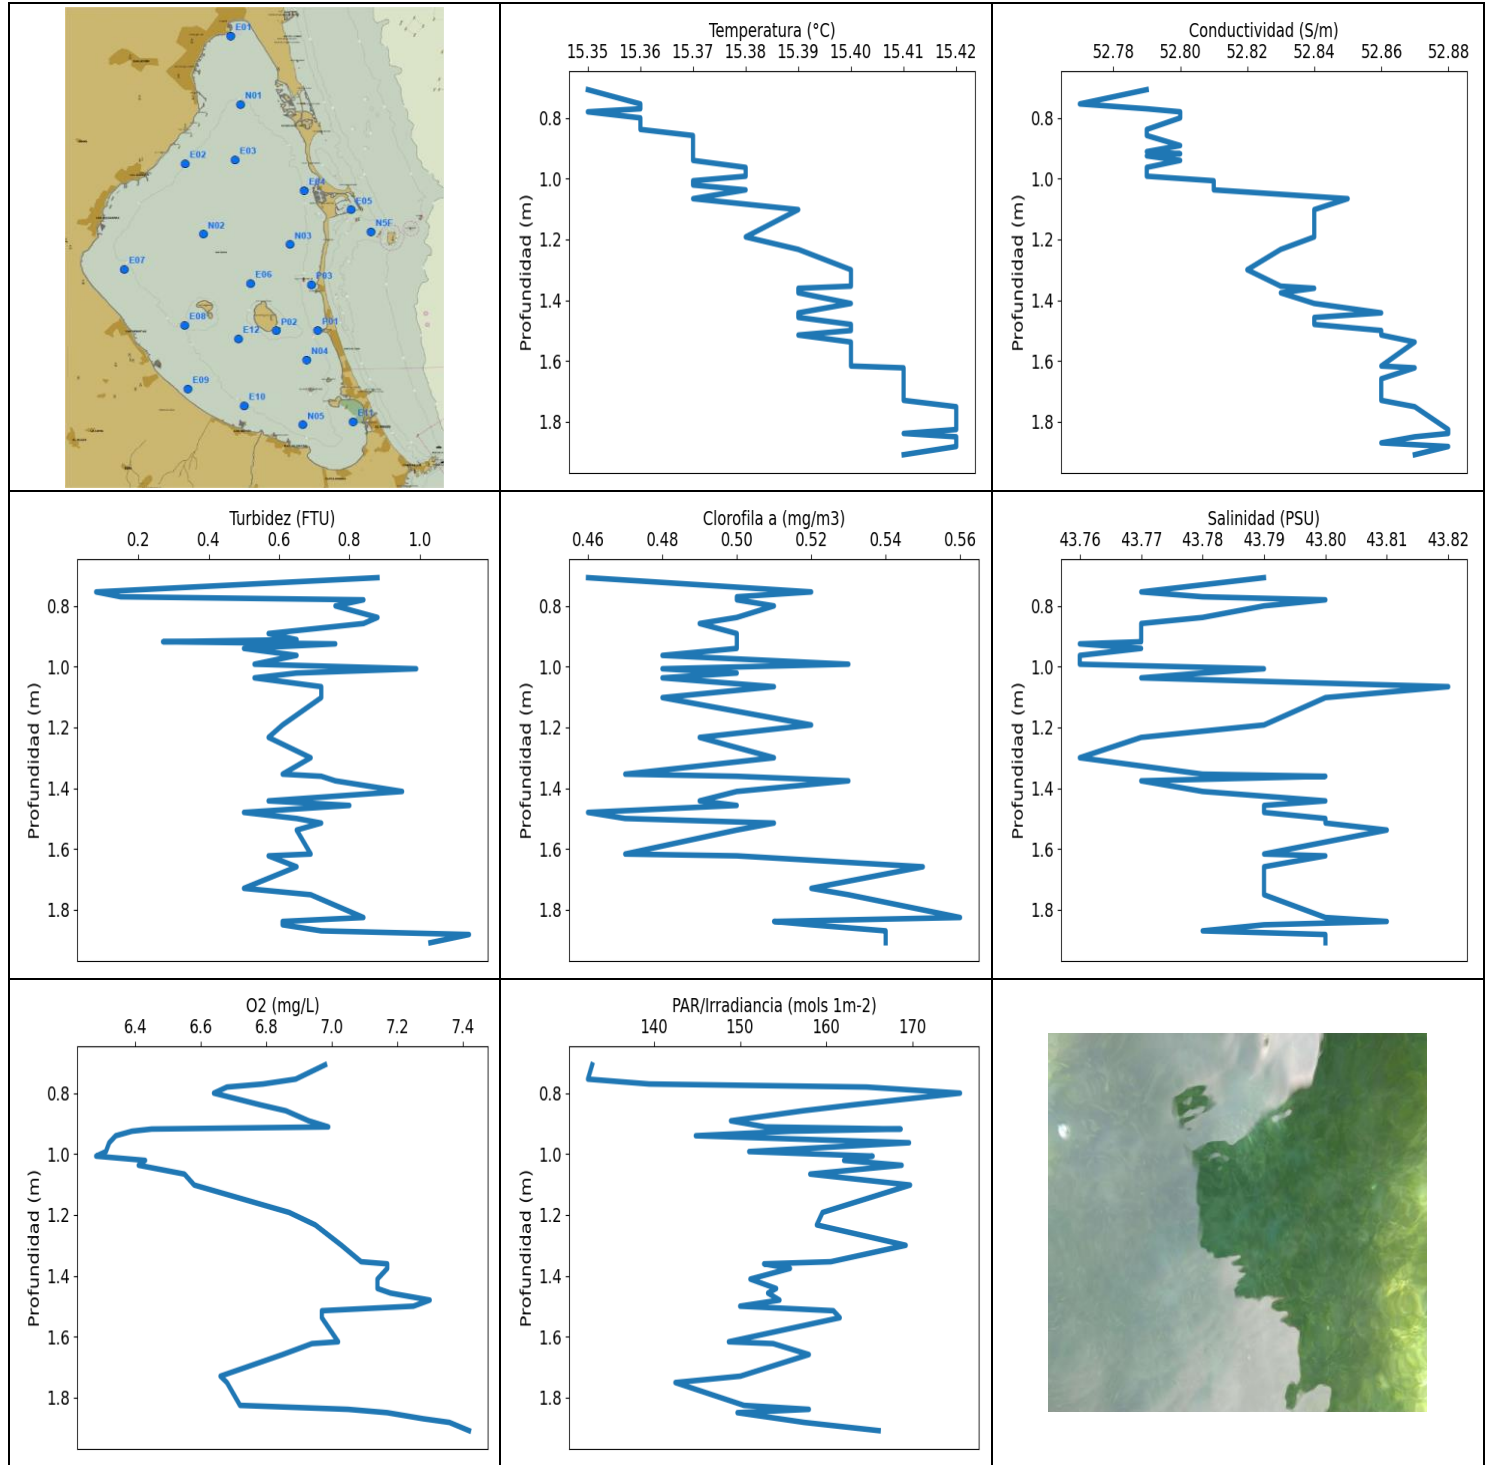 E01
N01
E02
E03
E04
E05
N5F
N02
N03
E07
E06
P03
E08
P02
P01
E12
N04
E09
E10
N05
E11
Temperatura (°C)
15.35 15.36 15.37 15.38 15.39 15.40 15.41 15.42
Profundidad (m)
0.8
1.0
1.2
1.4
1.6
1.8
Conductividad (S/m)
52.78 52.80 52.82 52.84 52.86 52.88
Profundidad (m)
0.8
1.0
1.2
1.4
1.6
1.8
Turbidez (FTU)
0.2 0.4 0.6 0.8 1.0
Profundidad (m)
0.8
1.0
1.2
1.4
1.6
1.8
Clorofila a (mg/m3)
0.46 0.48 0.50 0.52 0.54 0.56
Profundidad (m)
0.8
1.0
1.2
1.4
1.6
1.8
Salinidad (PSU)
43.76 43.77 43.78 43.79 43.80 43.81 43.82
Profundidad (m)
0.8
1.0
1.2
1.4
1.6
1.8
O2 (mg/L)
6.4 6.6 6.8 7.0 7.2 7.4
Profundidad (m)
0.8
1.0
1.2
1.4
1.6
1.8
PAR/Irradiancia (mols 1m-2)
140 150 160 170
Profundidad (m)
0.8
1.0
1.2
1.4
1.6
1.8